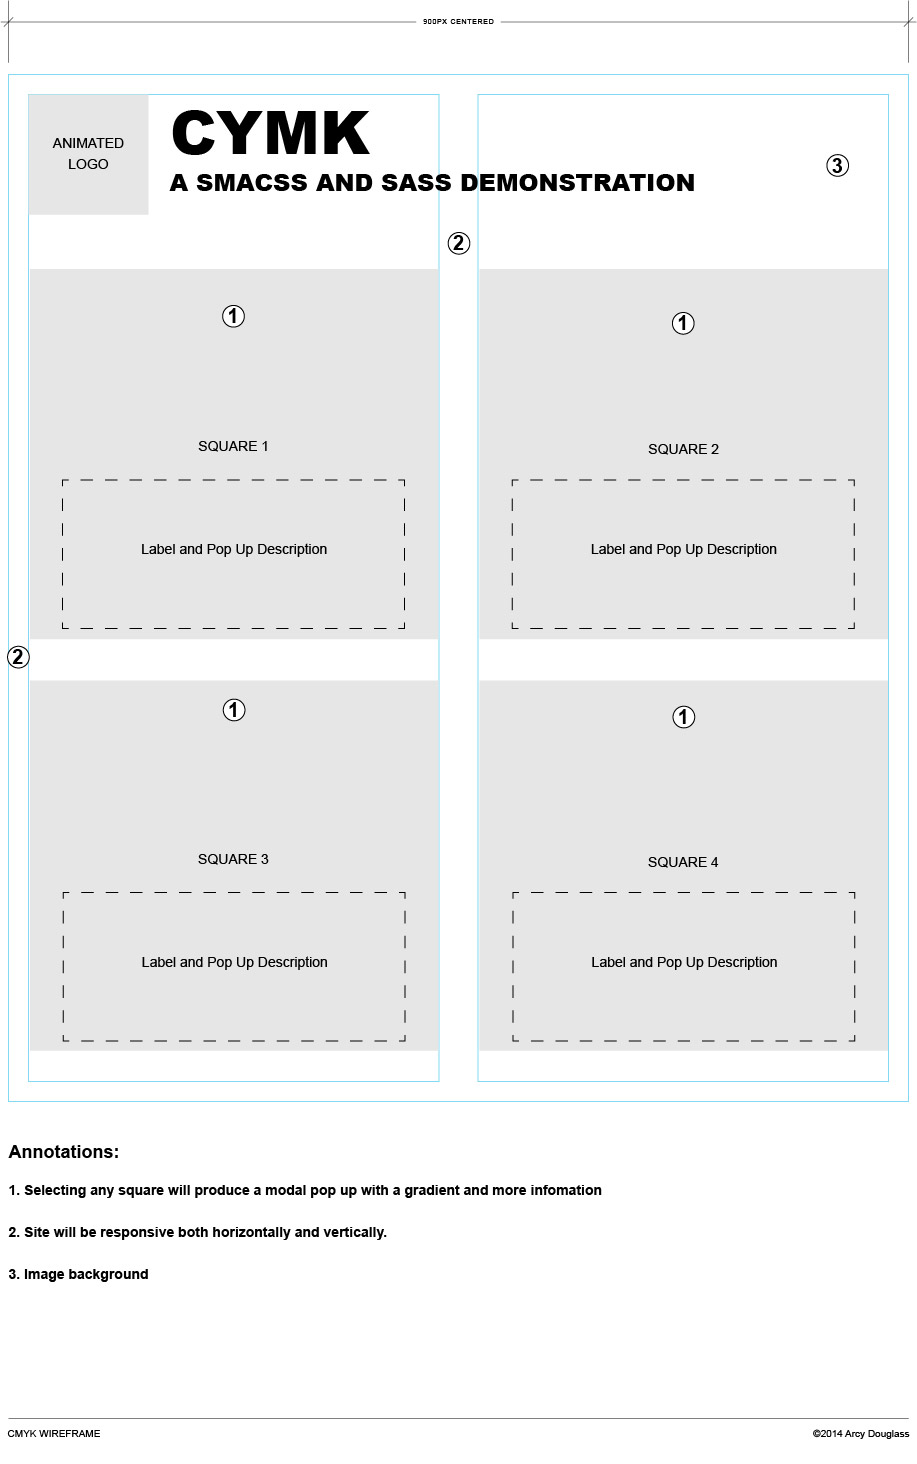 900PX CENTERED
ANIMATED
LOGO
CYMK
A SMACSS AND SASS DEMONSTRATION
3
2
1
1
SQUARE 1
SQUARE 2
Label and Pop Up Description
Label and Pop Up Description
2
1
1
SQUARE 3
SQUARE 4
Label and Pop Up Description
Label and Pop Up Description
Annotations:
1. Selecting any square will produce a modal pop up with a gradient and more infomation
2. Site will be responsive both horizontally and vertically.
3. Image background
CMYK WIREFRAME
©2014 Arcy Douglass